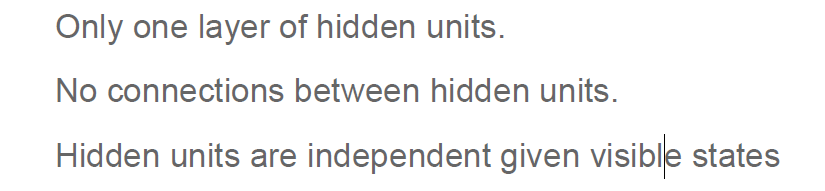 Only one layer of hidden units.
No connections between hidden units.
Hidden units are independent given visible states